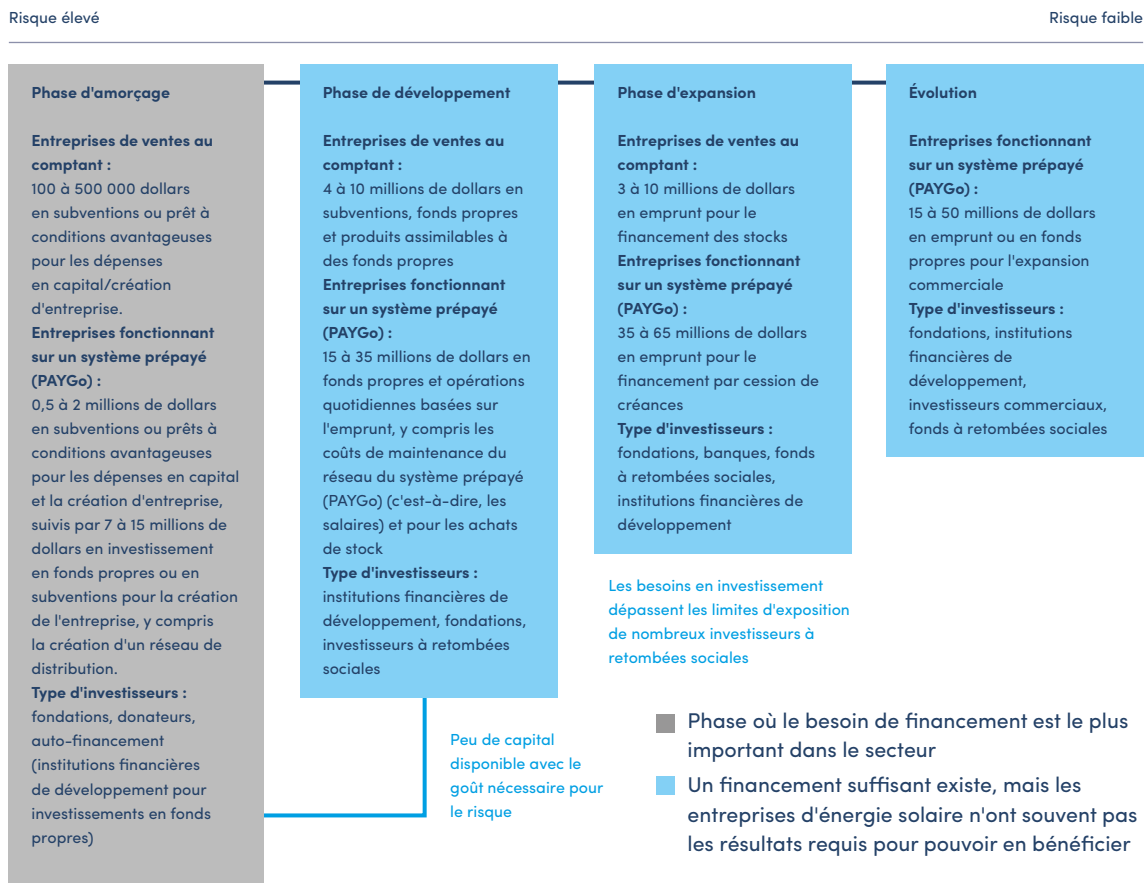 Risque élevé
Risque faible
Phase d'amorçage
Entreprises de ventes au
comptant :
100 à 500 000 dollars
en subventions ou prêt à
conditions avantageuses
pour les dépenses
en capital/création
d'entreprise.
Entreprises fonctionnant
sur un système prépayé
(PAYGo) :
0,5 à 2 millions de dollars
en subventions ou prêts à
conditions avantageuses
pour les dépenses en capital
et la création d'entreprise,
suivis par 7 à 15 millions de
dollars en investissement
en fonds propres ou en
subventions pour la création
de l'entreprise, y compris
la création d'un réseau de
distribution.
Type d'investisseurs :
fondations, donateurs,
auto-financement
(institutions financières
de développement pour
investissements en fonds
propres)
Phase de développement
Entreprises de ventes au
comptant :
4 à 10 millions de dollars en
subventions, fonds propres
et produits assimilables à
des fonds propres
Entreprises fonctionnant
sur un système prépayé
(PAYGo) :
15 à 35 millions de dollars en
fonds propres et opérations
quotidiennes basées sur
l'emprunt, y compris les
coûts de maintenance du
réseau du système prépayé
(PAYGo) (c'est-à-dire, les
salaires) et pour les achats
de stock
Type d'investisseurs :
institutions financières de
développement, fondations,
investisseurs à retombées
sociales
Peu de capital
disponible avec le
goût nécessaire pour
le risque
Phase d'expansion
Entreprises de ventes au
comptant :
3 à 10 millions de dollars
en emprunt pour le
financement des stocks
Entreprises fonctionnant
sur un système prépayé
(PAYGo) :
35 à 65 millions de dollars
en emprunt pour le
financement par cession de
créances
Type d'investisseurs :
fondations, banques, fonds
à retombées sociales,
institutions financières de
développement
Les besoins en investissement
dépassent les limites d'exposition
de nombreux investisseurs à
retombées sociales
Évolution
Entreprises fonctionnant
sur un système prépayé
(PAYGo) :
15 à 50 millions de dollars
en emprunt ou en fonds
propres pour l'expansion
commerciale
Type d'investisseurs :
fondations, institutions
financières de
développement,
investisseurs commerciaux,
fonds à retombées sociales
Phase où le besoin de financement est le plus
important dans le secteur
Un financement suffisant existe, mais les
entreprises d'énergie solaire n'ont souvent pas
les résultats requis pour pouvoir en bénéficier